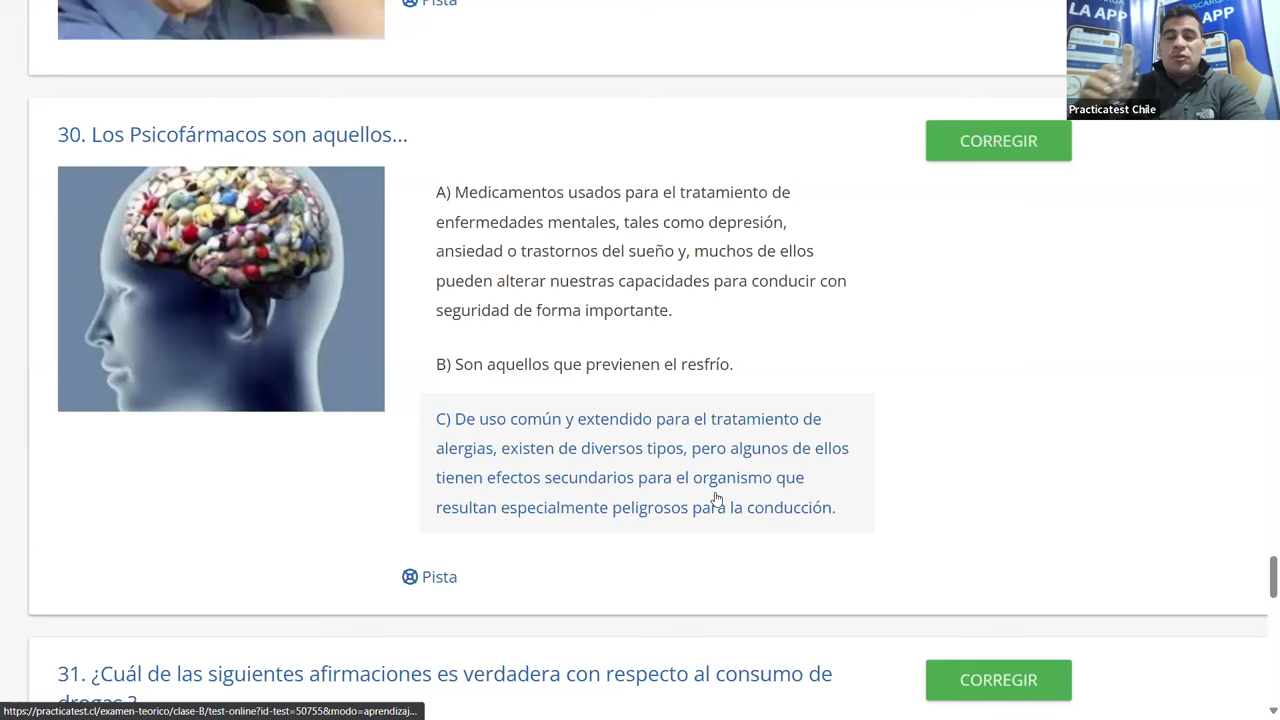 Pista
LA APP
APP
Practicatest Chile
30. Los Psicofármacos son aquellos...
CORREGIR
A) Medicamentos usados para el tratamiento de
enfermedades mentales, tales como depresión,
ansiedad o trastornos del sueño y, muchos de ellos
pueden alterar nuestras capacidades para conducir con
seguridad de forma importante.
B) Son aquellos que previenen el resfrío.
C) De uso común y extendido para el tratamiento de
alergias, existen de diversos tipos, pero algunos de ellos
tienen efectos secundarios para el organismo que
resultan especialmente peligrosos para la conducción.
Pista
31. ¿Cuál de las siguientes afirmaciones es verdadera con respecto al consumo de
drogas ?
CORREGIR
https://practicatest.cl/examen-teorico/clase-B/test-online?id-test=50755&modo=aprendizaj...